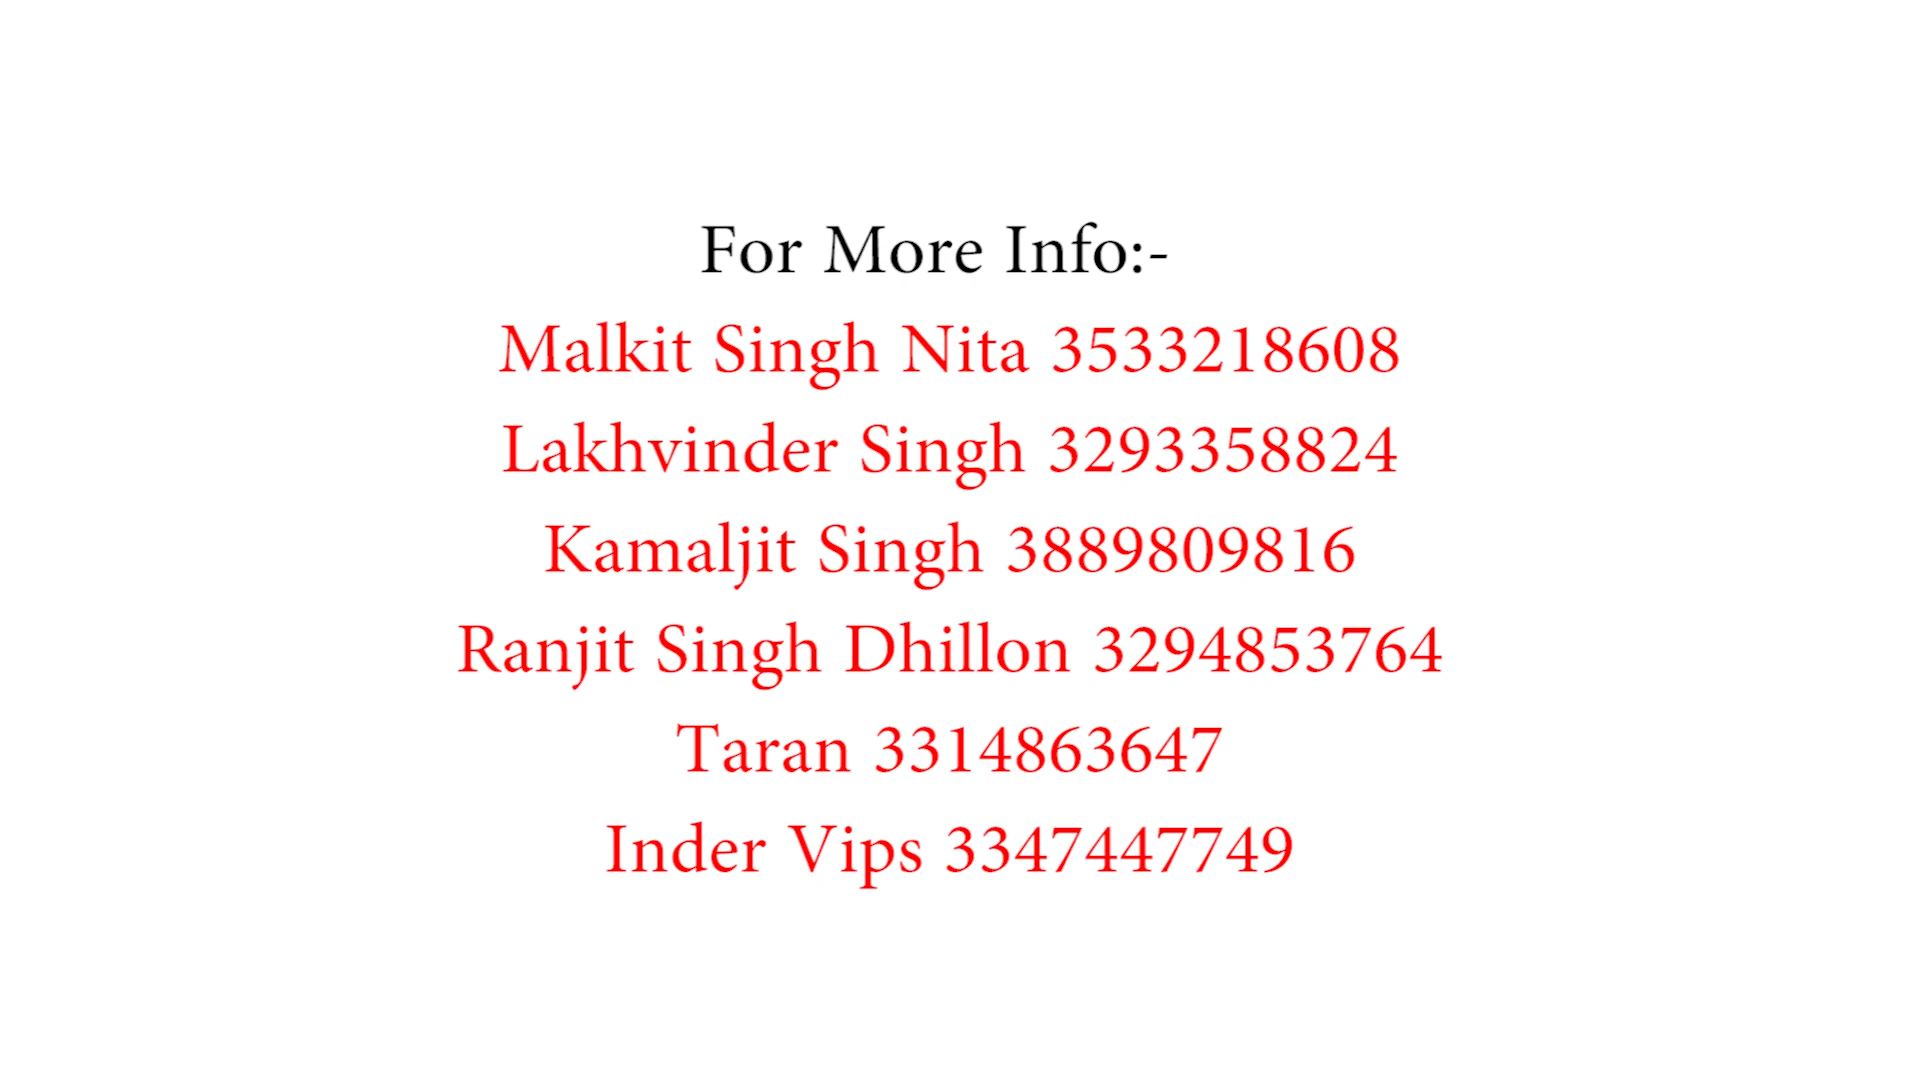 For More Info:-
Malkit Singh Nita 3533218608
Lakhvinder Singh 3293358824
Kamaljit Singh 3889809816
Ranjit Singh Dhillon 3294853764
Taran 3314863647
Inder Vips 3347447749